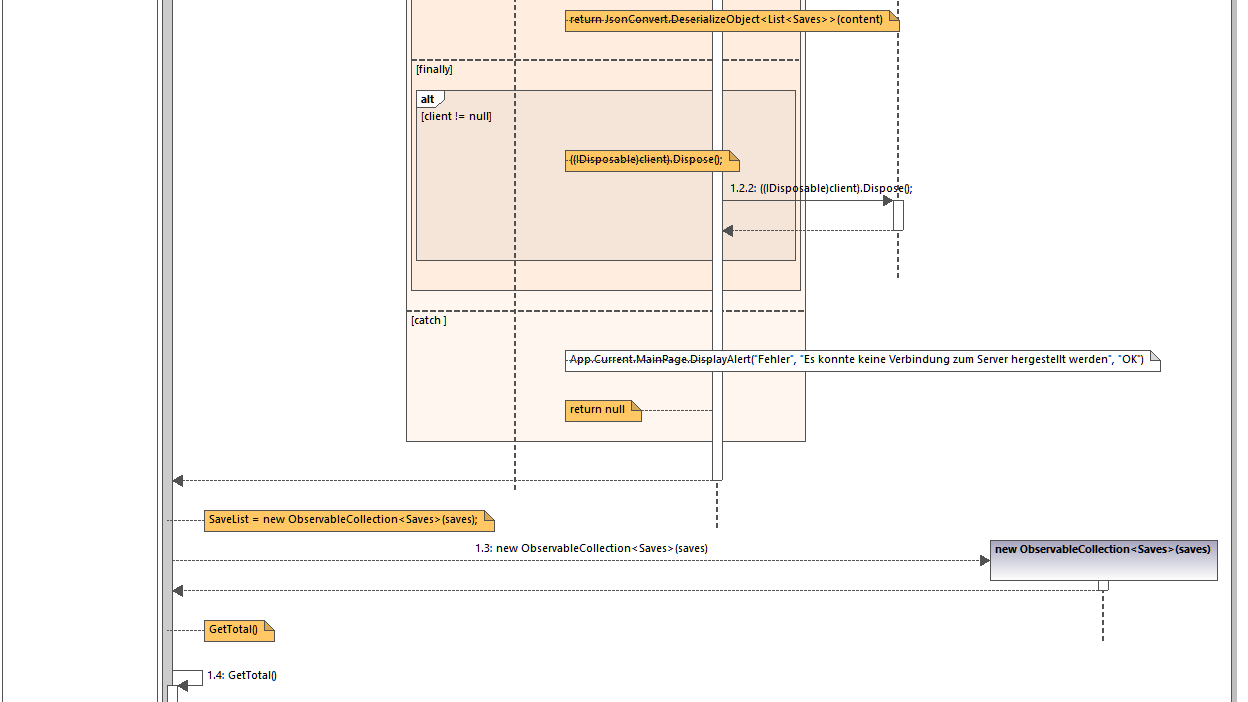 return JsonConvert.DeserializeObject<List<Saves>>(content)
[finally]
alt
[client != null]
((IDisposable)client).Dispose();
1.2.2: ((IDisposable)client).Dispose();
[catch ]
App.Current.MainPage.DisplayAlert("Fehler", "Es konnte keine Verbindung zum Server hergestellt werden", "OK")
return null
SaveList = new ObservableCollection<Saves>(saves);
1.3: new ObservableCollection<Saves>(saves)
new ObservableCollection<Saves>(saves)
GetTotal()
1.4: GetTotal()